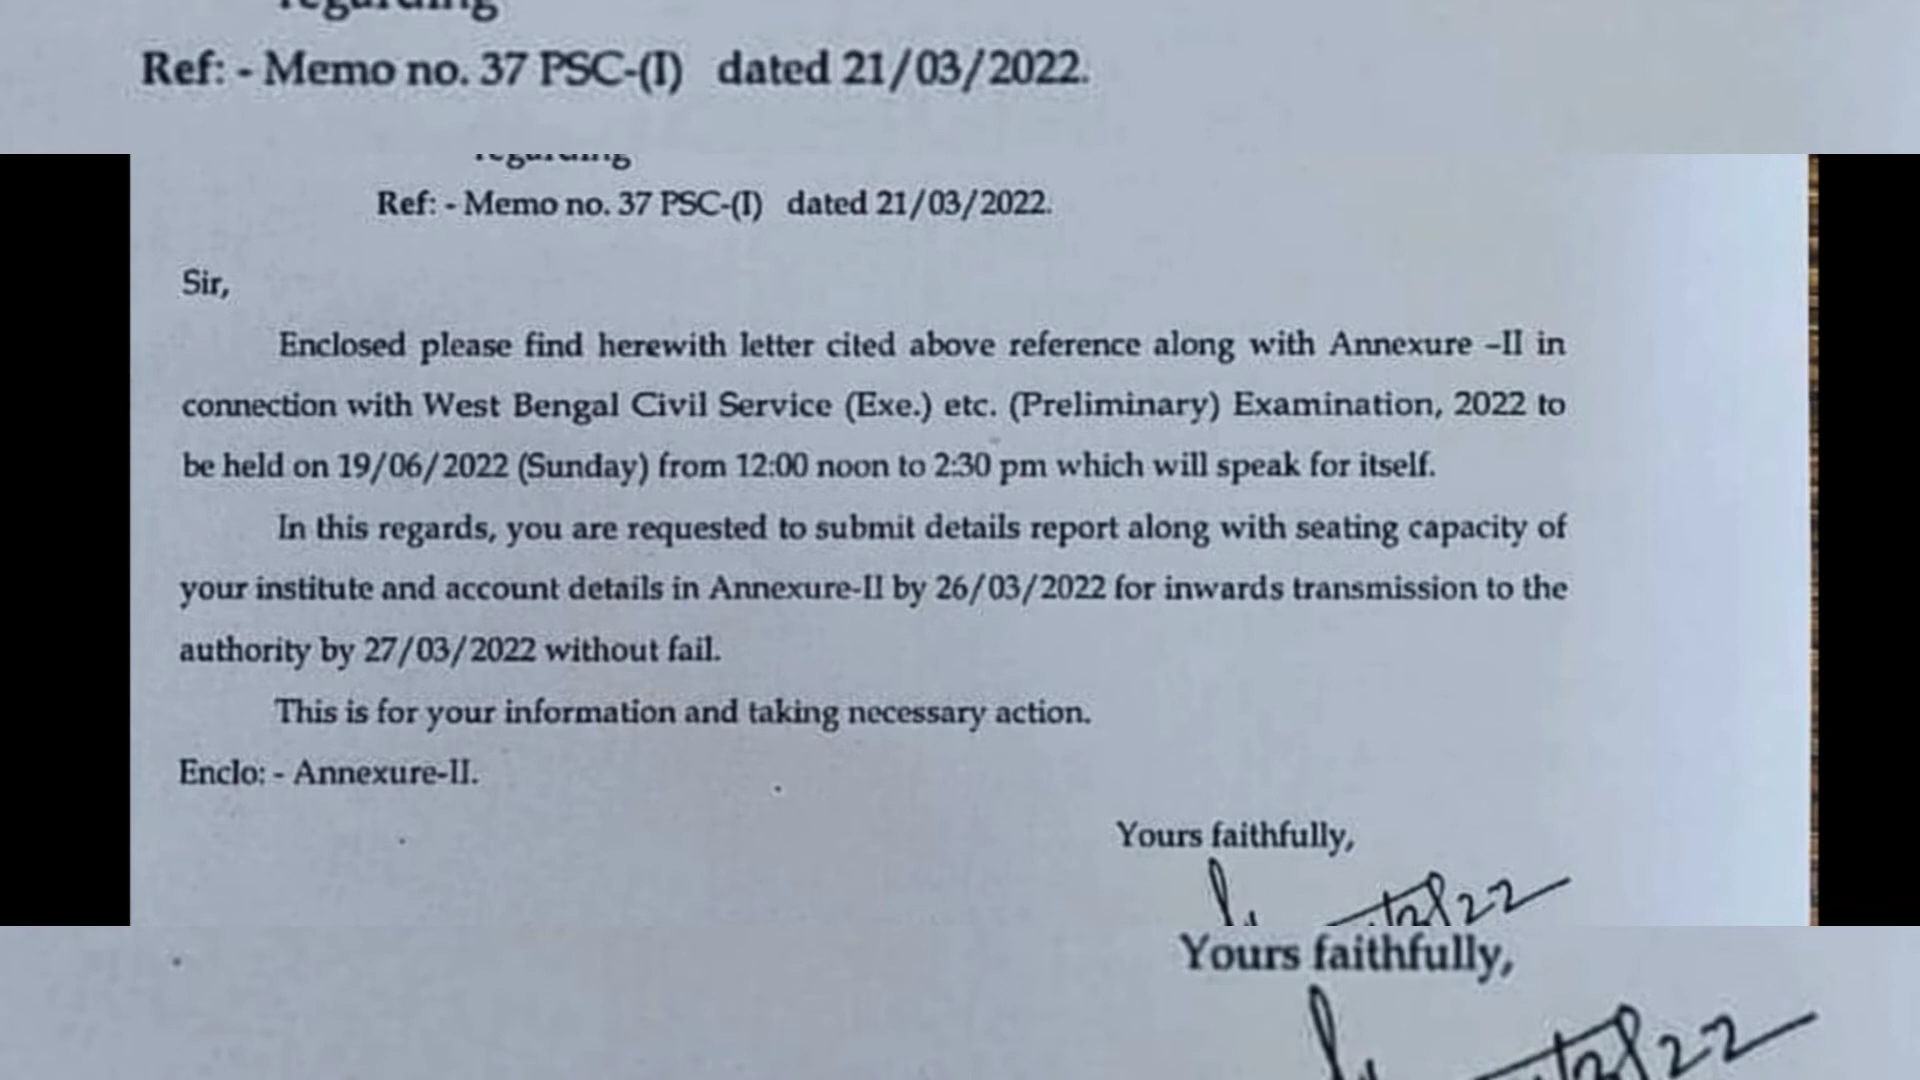 regarding
Ref: - Memo no. 37 PSC-(I) dated 21/03/2022.
regarding
Ref: - Memo no. 37 PSC-(I) dated 21/03/2022.
Sir,
Enclosed please find herewith letter cited above reference along with Annexure –II in
connection with West Bengal Civil Service (Exe.) etc. (Preliminary) Examination, 2022 to
be held on 19/06/2022 (Sunday) from 12:00 noon to 2:30 pm which will speak for itself.
In this regards, you are requested to submit details report along with seating capacity of
your institute and account details in Annexure-II by 26/03/2022 for inwards transmission to the
authority by 27/03/2022 without fail.
This is for your information and taking necessary action.
Enclo: - Annexure-II.
Yours faithfully,
Yours faithfully,